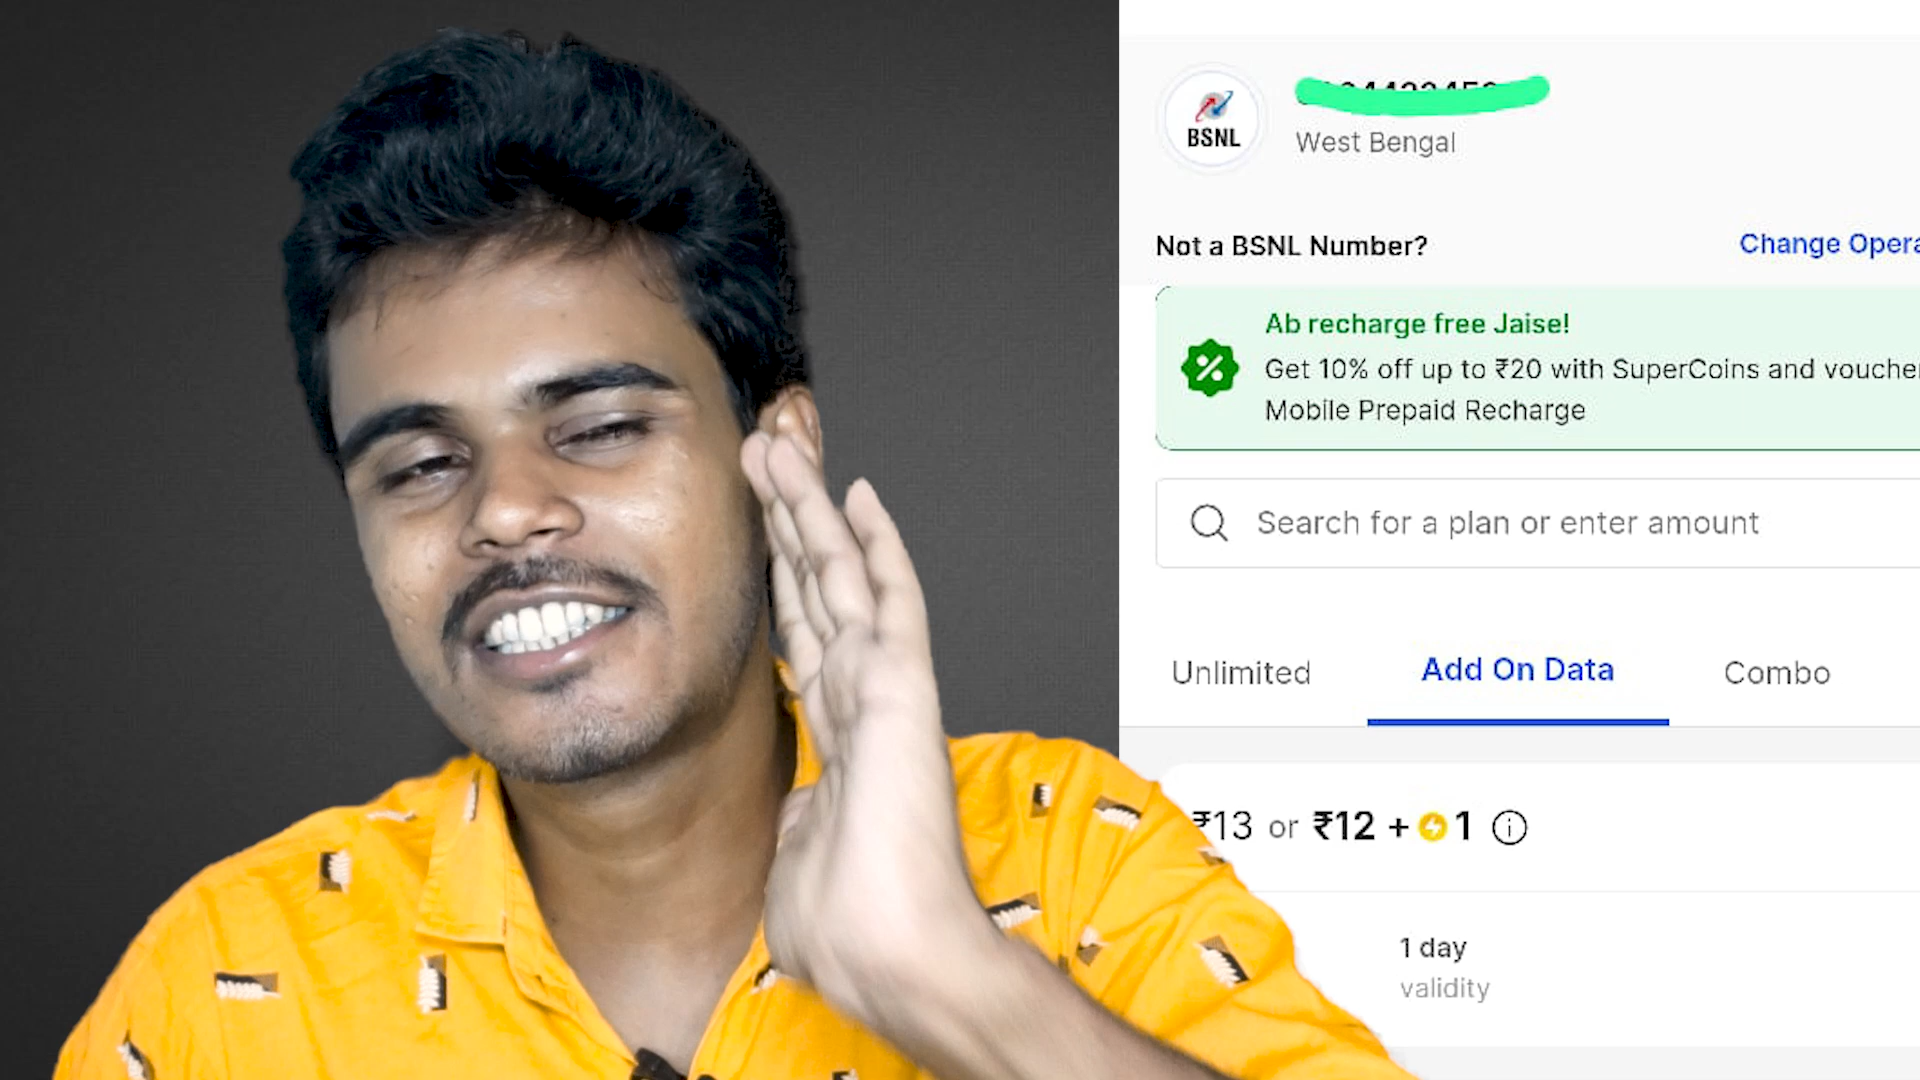 BSNL
West Bengal
Not a BSNL Number?
Change Opera
Ab recharge free Jaise!
Get 10% off up to ₹20 with SuperCoins and voucher
Mobile Prepaid Recharge
Search for a plan or enter amount
Unlimited Add On Data Combo
₹13 or ₹12 + 1
1 day
validity